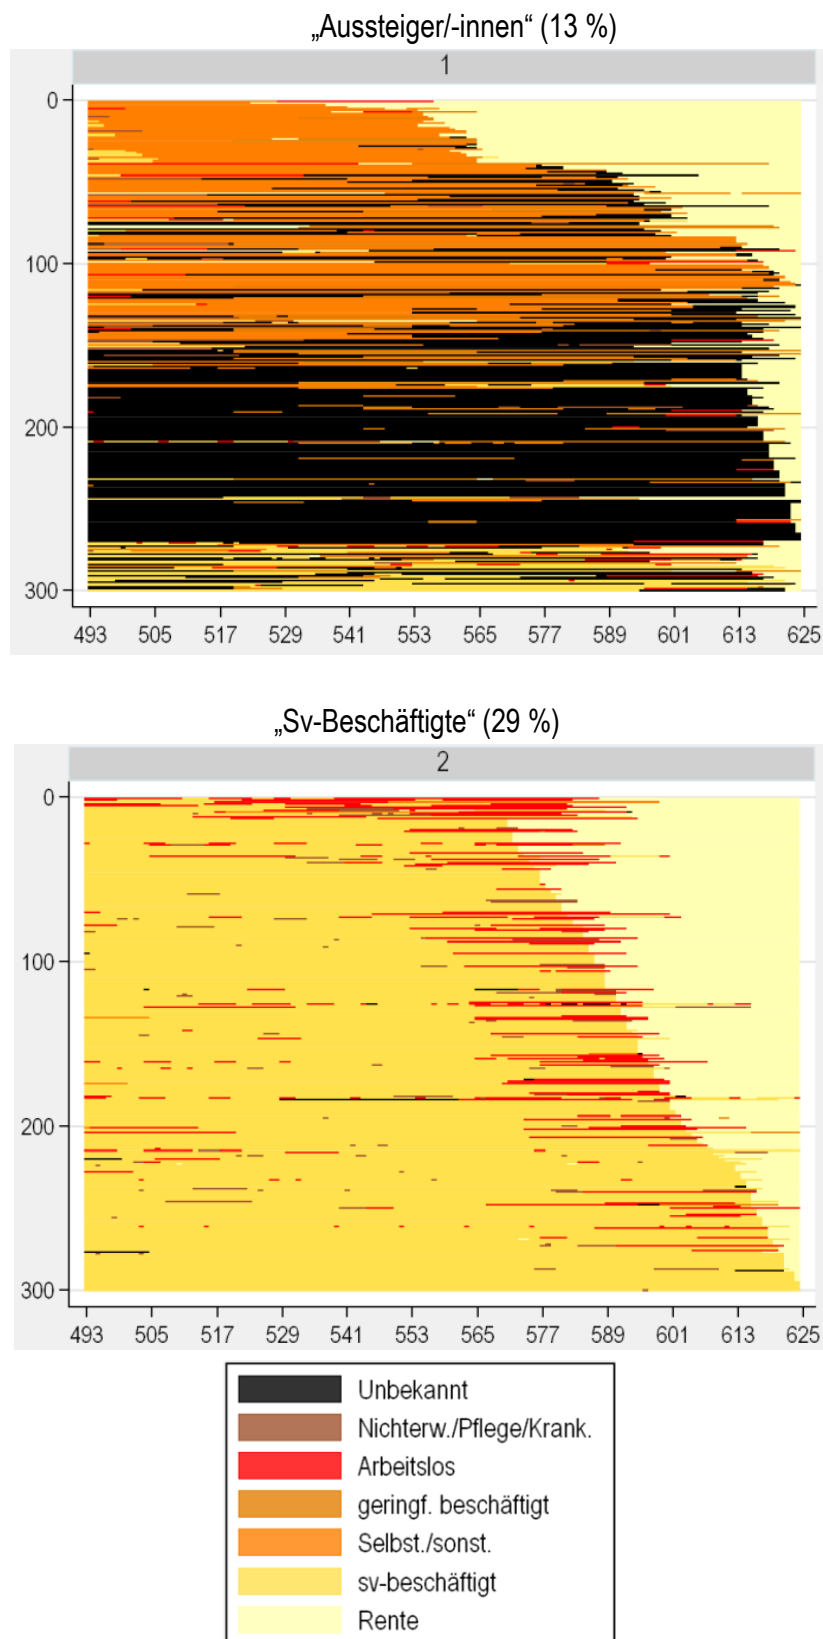 „Aussteiger/-innen“ (13 %)
1
0
100
200
300
493 505 517 529 541 553 565 577 589 601 613 625
„Sv-Beschäftigte“ (29 %)
2
0
100
200
300
493 505 517 529 541 553 565 577 589 601 613 625
Unbekannt
Nichterw./Pflege/Krank.
Arbeitslos
geringf. beschäftigt
Selbst./sonst.
sv-beschäftigt
Rente